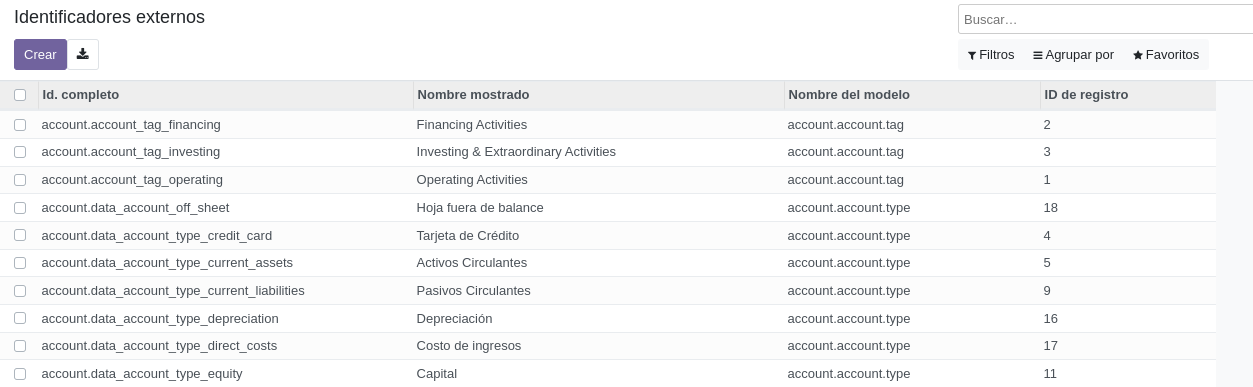 Identificadores externos
Buscar…
Crear
Filtros Agrupar por Favoritos
Id. completo Nombre mostrado Nombre del modelo ID de registro
account.account_tag_financing Financing Activities account.account.tag 2
account.account_tag_investing Investing & Extraordinary Activities account.account.tag 3
account.account_tag_operating Operating Activities account.account.tag 1
account.data_account_off_sheet Hoja fuera de balance account.account.type 18
account.data_account_type_credit_card Tarjeta de Crédito account.account.type 4
account.data_account_type_current_assets Activos Circulantes account.account.type 5
account.data_account_type_current_liabilities Pasivos Circulantes account.account.type 9
account.data_account_type_depreciation Depreciación account.account.type 16
account.data_account_type_direct_costs Costo de ingresos account.account.type 17
account.data_account_type_equity Capital account.account.type 11